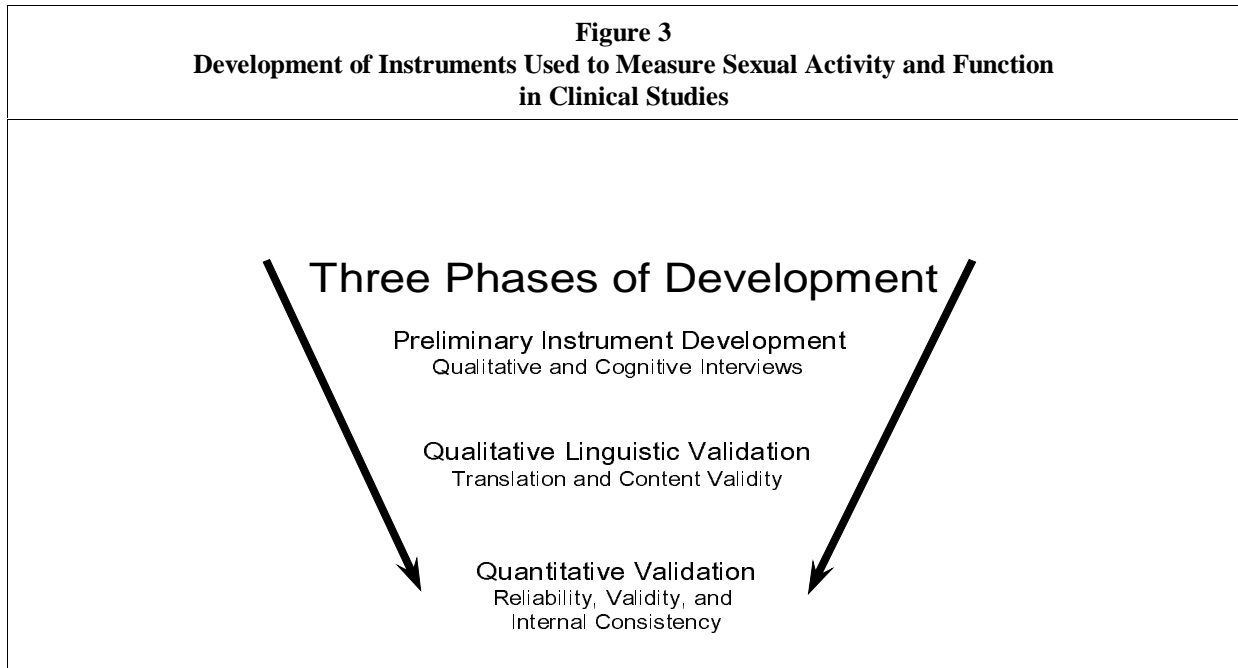 Figure 3
Development of Instruments Used to Measure Sexual Activity and Function
in Clinical Studies
Three Phases of Development
Preliminary Instrument Development
Qualitative and Cognitive Interviews
Qualitative Linguistic Validation
Translation and Content Validity
Quantitative Validation
Reliability, Validity, and
Internal Consistency